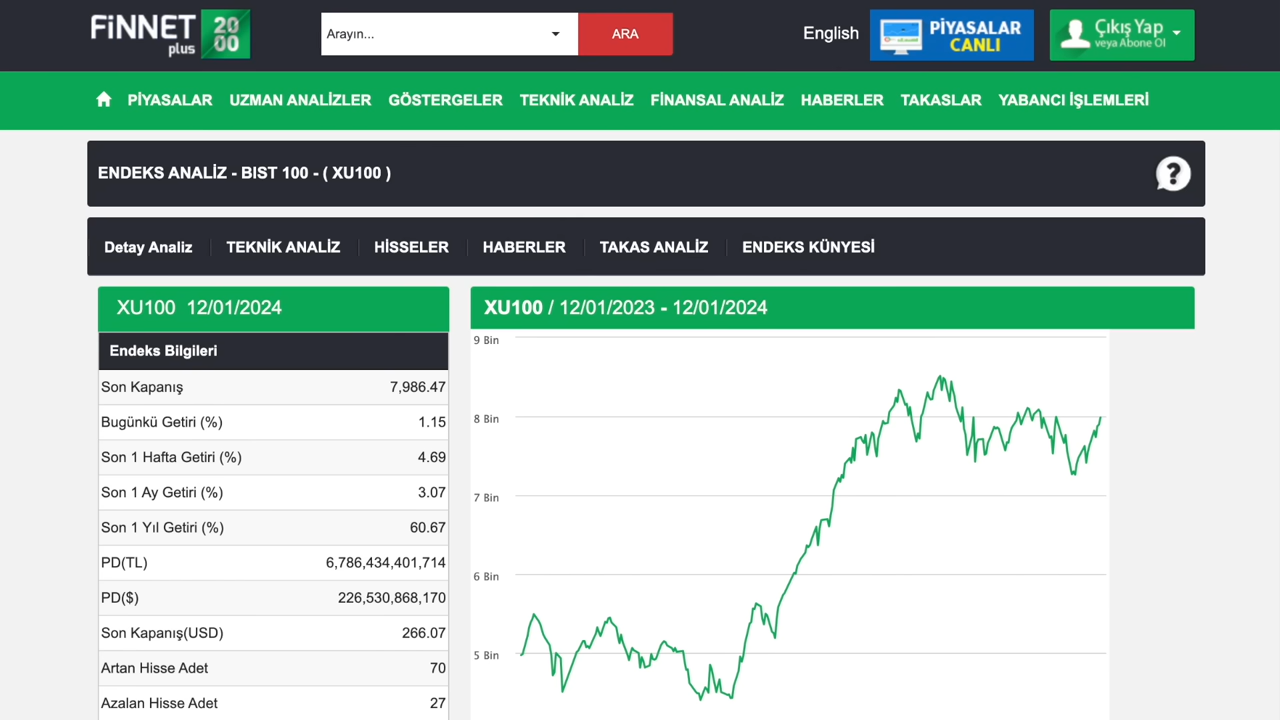 FiNNET plus 20 00
Arayın... ARA English PİYASALAR CANLI Çıkış Yap veya Abone Ol
PİYASALAR UZMAN ANALİZLER GÖSTERGELER TEKNİK ANALİZ FİNANSAL ANALİZ HABERLER TAKASLAR YABANCI İŞLEMLERİ
ENDEKS ANALİZ - BIST 100 - ( XU100 ) ?
Detay Analiz TEKNİK ANALİZ HİSSELER HABERLER TAKAS ANALİZ ENDEKS KÜNYESİ
XU100 12/01/2024
Endeks Bilgileri
Son Kapanış 7,986.47
Bugünkü Getiri (%) 1.15
Son 1 Hafta Getiri (%) 4.69
Son 1 Ay Getiri (%) 3.07
Son 1 Yıl Getiri (%) 60.67
PD(TL) 6,786,434,401,714
PD($) 226,530,868,170
Son Kapanış(USD) 266.07
Artan Hisse Adet 70
Azalan Hisse Adet 27
XU100 / 12/01/2023 - 12/01/2024
9 Bin
8 Bin
7 Bin
6 Bin
5 Bin